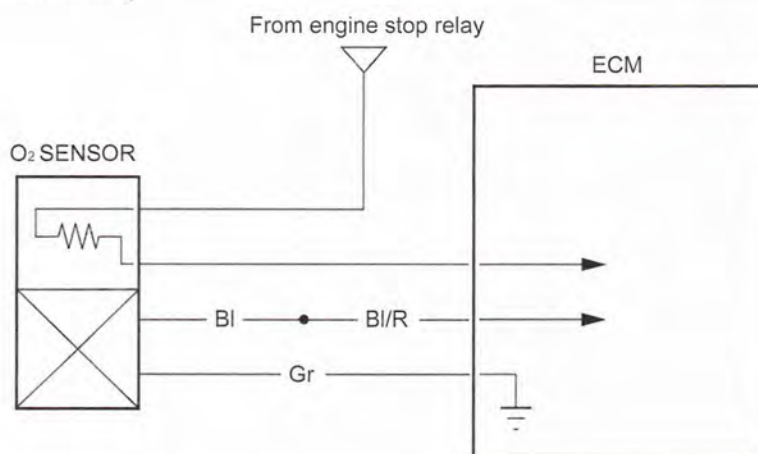 From engine stop relay
ECM
O₂ SENSOR
Bl
Bl/R
Gr